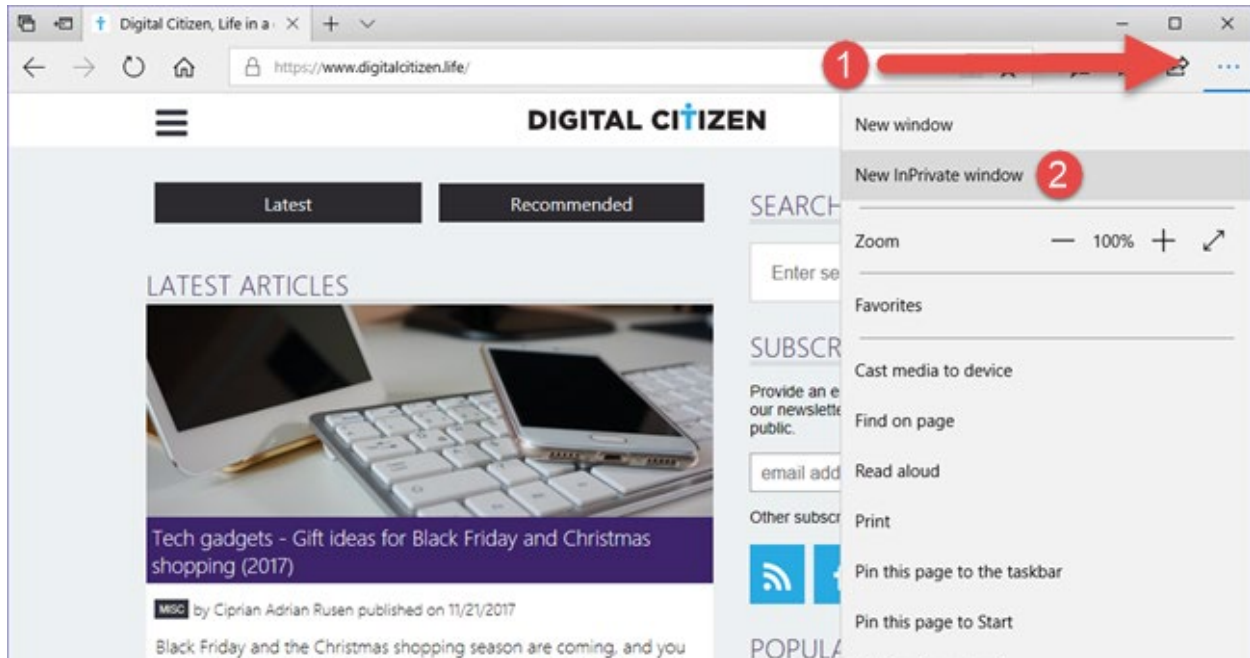 Digital Citizen, Life in a
https://www.digitalcitizen.life/
1
DIGITAL CITIZEN
New window
New InPrivate window 2
Latest
Recommended
SEARCH
Zoom
100%
Enter se
LATEST ARTICLES
Favorites
SUBSCR
Cast media to device
Provide an e
our newslette
public.
Find on page
email add
Read aloud
Other subscr
Print
Tech gadgets - Gift ideas for Black Friday and Christmas
shopping (2017)
Pin this page to the taskbar
MISC by Ciprian Adrian Rusen published on 11/21/2017
Pin this page to Start
Black Friday and the Christmas shopping season are coming, and you
POPULA